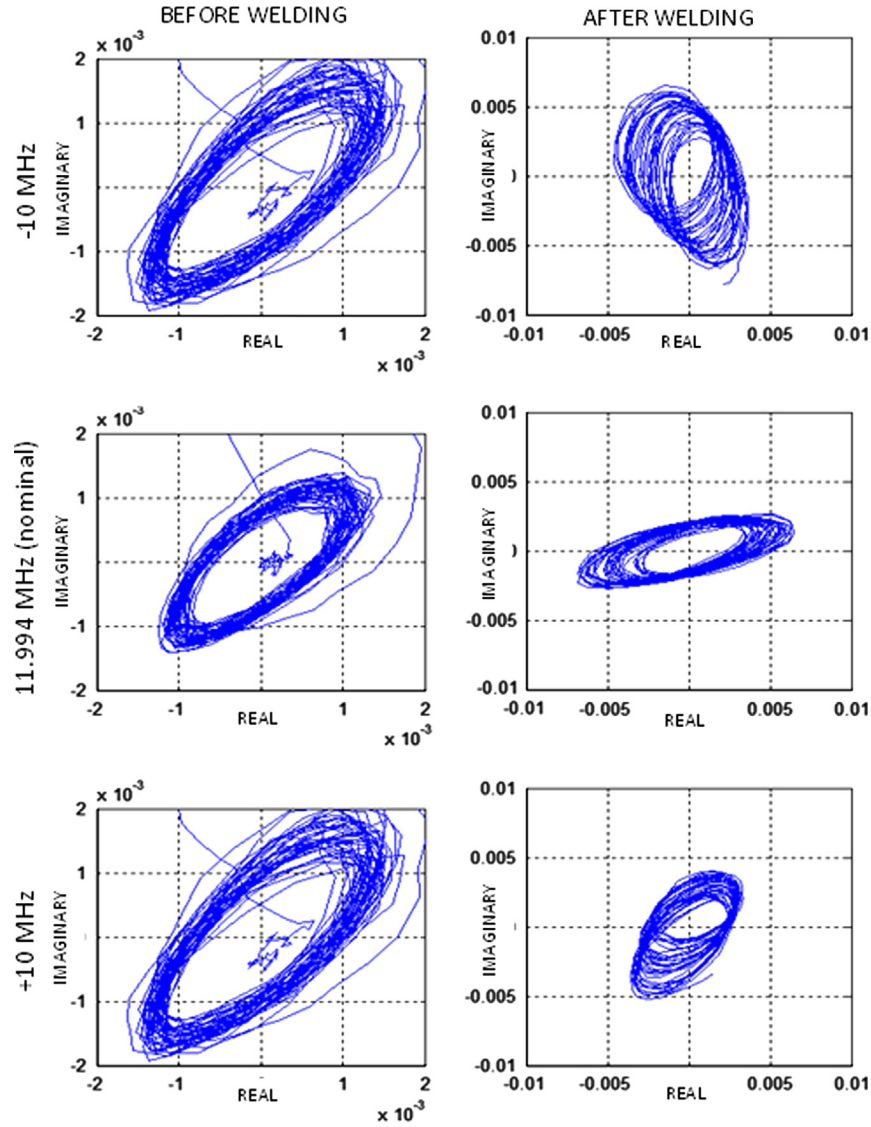 BEFORE WELDING
AFTER WELDING
-10 MHz
x 10⁻³
2
1
-1
-2
IMAGINARY
-2
-1
1
2
REAL
x 10⁻³
0.01
0.005
-0.005
-0.01
IMAGINARY
-0.01
-0.005
0.005
0.01
REAL
11.994 MHz (nominal)
x 10⁻³
2
1
-1
-2
IMAGINARY
-2
-1
1
2
REAL
x 10⁻³
0.01
0.005
-0.005
-0.01
IMAGINARY
-0.01
-0.005
0.005
0.01
REAL
+10 MHz
x 10⁻³
2
1
-1
-2
IMAGINARY
-2
-1
1
2
REAL
x 10⁻³
0.01
0.005
-0.005
-0.01
IMAGINARY
-0.01
-0.005
0.005
0.01
REAL